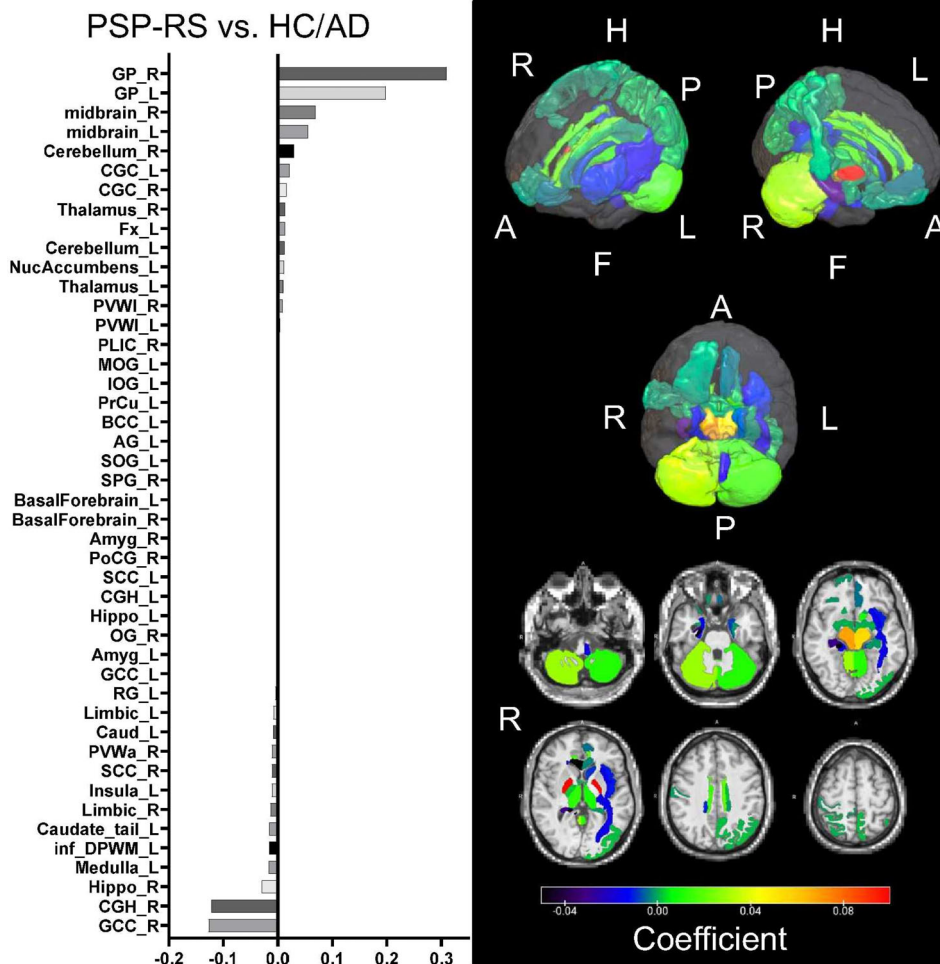 PSP-RS vs. HC/AD
GP_R
GP_L
midbrain_R
midbrain_L
Cerebellum_R
CGC_L
CGC_R
Thalamus_R
Fx_L
Cerebellum_L
NucAccumbens_L
Thalamus_L
PVWl_R
PVWl_L
PLIC_R
MOG_L
IOG_L
PrCu_L
BCC_L
AG_L
SOG_L
SPG_R
BasalForebrain_L
BasalForebrain_R
Amyg_R
PoCG_R
SCC_L
CGH_L
Hippo_L
OG_R
Amyg_L
GCC_L
RG_L
Limbic_L
Caud_L
PVWa_R
SCC_R
Insula_L
Limbic_R
Caudate_tail_L
inf_DPWM_L
Medulla_L
Hippo_R
CGH_R
GCC_R
-0.2 -0.1 0.0 0.1 0.2 0.3
H H
R L
P P
A L R A
F F
A
R L
P
R
-0.04 0.00 0.04 0.08
Coefficient